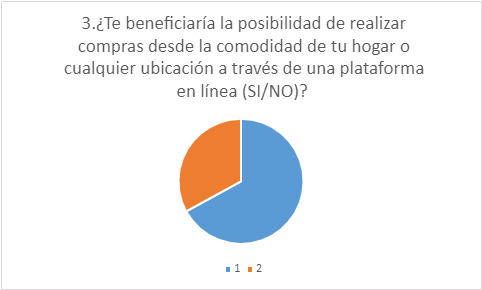 3.¿Te beneficiaría la posibilidad de realizar
compras desde la comodidad de tu hogar o
cualquier ubicación a través de una plataforma
en línea (SI/NO)?
1 2